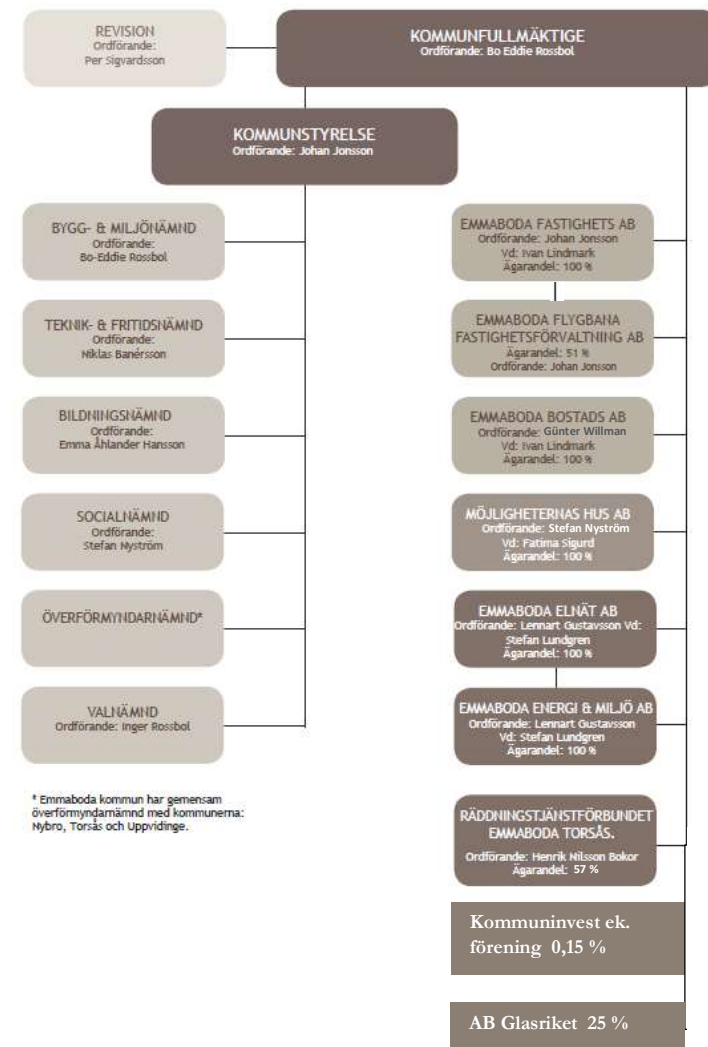 REVISION
Ordförande:
Per Sigvardsson
KOMMUNFULLMÄKTIGE
Ordförande: Bo Eddie Rossbol
KOMMUNSTYRELSE
Ordförande: Johan Jonsson
BYGG- & MILJÖNÄMND
Ordförande:
Bo-Eddie Rossbol
TEKNIK- & FRITIDSNÄMND
Ordförande:
Niklas Banérsson
BILDNINGSNÄMND
Ordförande:
Emma Åhlander Hansson
SOCIALNÄMND
Ordförande:
Stefan Nyström
ÖVERFÖRMYNDARNÄMND*
VALNÄMND
Ordförande: Inger Rossbol
* Emmaboda kommun har gemensam
överförmyndarnämnd med kommunerna:
Nybro, Torsås och Uppvidinge.
EMMABODA FASTIGHETS AB
Ordförande: Johan Jonsson
Vd: Ivan Lindmark
Ägarandel: 100 %
EMMABODA FLYGBANA
FASTIGHETSFÖRVALTNING AB
Ägarandel: 51 %
Ordförande: Johan Jonsson
EMMABODA BOSTADS AB
Ordförande: Günter Willman
Vd: Ivan Lindmark
Ägarandel: 100 %
MÖJLIGHETERNAS HUS AB
Ordförande: Stefan Nyström
Vd: Fatima Sigurd
Ägarandel: 100 %
EMMABODA ELNÄT AB
Ordförande: Lennart Gustavsson Vd:
Stefan Lundgren
Ägarandel: 100 %
EMMABODA ENERGI & MILJÖ AB
Ordförande: Lennart Gustavsson
Vd: Stefan Lundgren
Ägarandel: 100 %
RÄDDNINGSTJÄNSTFÖRBUNDET
EMMABODA TORSÅS.
Ordförande: Henrik Nilsson Bokor
Ägarandel: 57 %
Kommuninvest ek.
förening 0,15 %
AB Glasriket 25 %